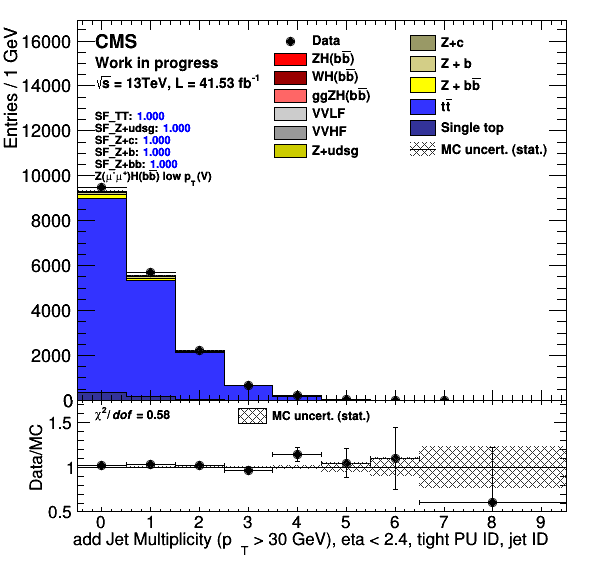 CMS
Work in progress
√s = 13TeV, L = 41.53 fb⁻¹
SF_TT: 1.000
SF_Z+udsg: 1.000
SF_Z+c: 1.000
SF_Z+b: 1.000
SF_Z+bb: 1.000
Z(μ⁻μ⁺)H(bb̅) low p_T(V)
Data
ZH(bb̅)
WH(bb̅)
ggZH(bb̅)
VVLF
VVHF
Z+udsg
Z+c
Z + b
Z + bb̅
tt̅
Single top
MC uncert. (stat.)
Entries / 1 GeV
16000
14000
12000
10000
8000
6000
4000
2000
0
χ²/dof = 0.58
MC uncert. (stat.)
Data/MC
1.5
1
0.5
0 1 2 3 4 5 6 7 8 9
add Jet Multiplicity (p_T > 30 GeV), eta < 2.4, tight PU ID, jet ID